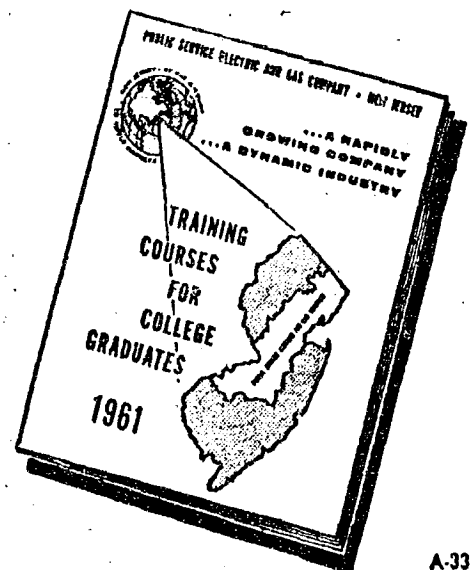 PUBLIC SERVICE ELECTRIC AND GAS COMPANY • NEW JERSEY
...A RAPIDLY
GROWING COMPANY
...A DYNAMIC INDUSTRY
TRAINING
COURSES
FOR
COLLEGE
GRADUATES
1961
A-33